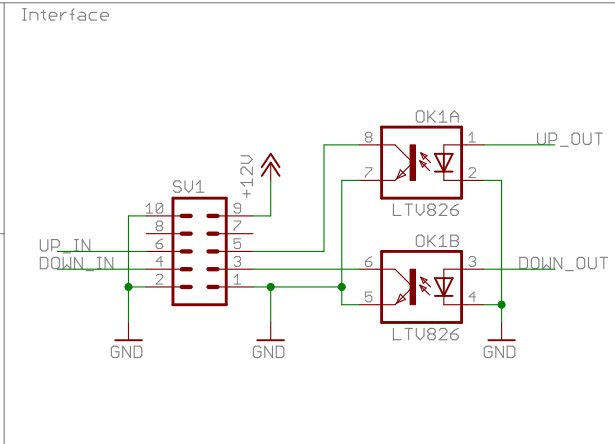 Interface
OK1A
8
1
UP_OUT
7
2
LTV826
+12V
SV1
10
9
8
7
UP_IN
6
5
DOWN_IN
4
3
2
1
OK1B
6
3
DOWN_OUT
5
4
LTV826
GND
GND
GND